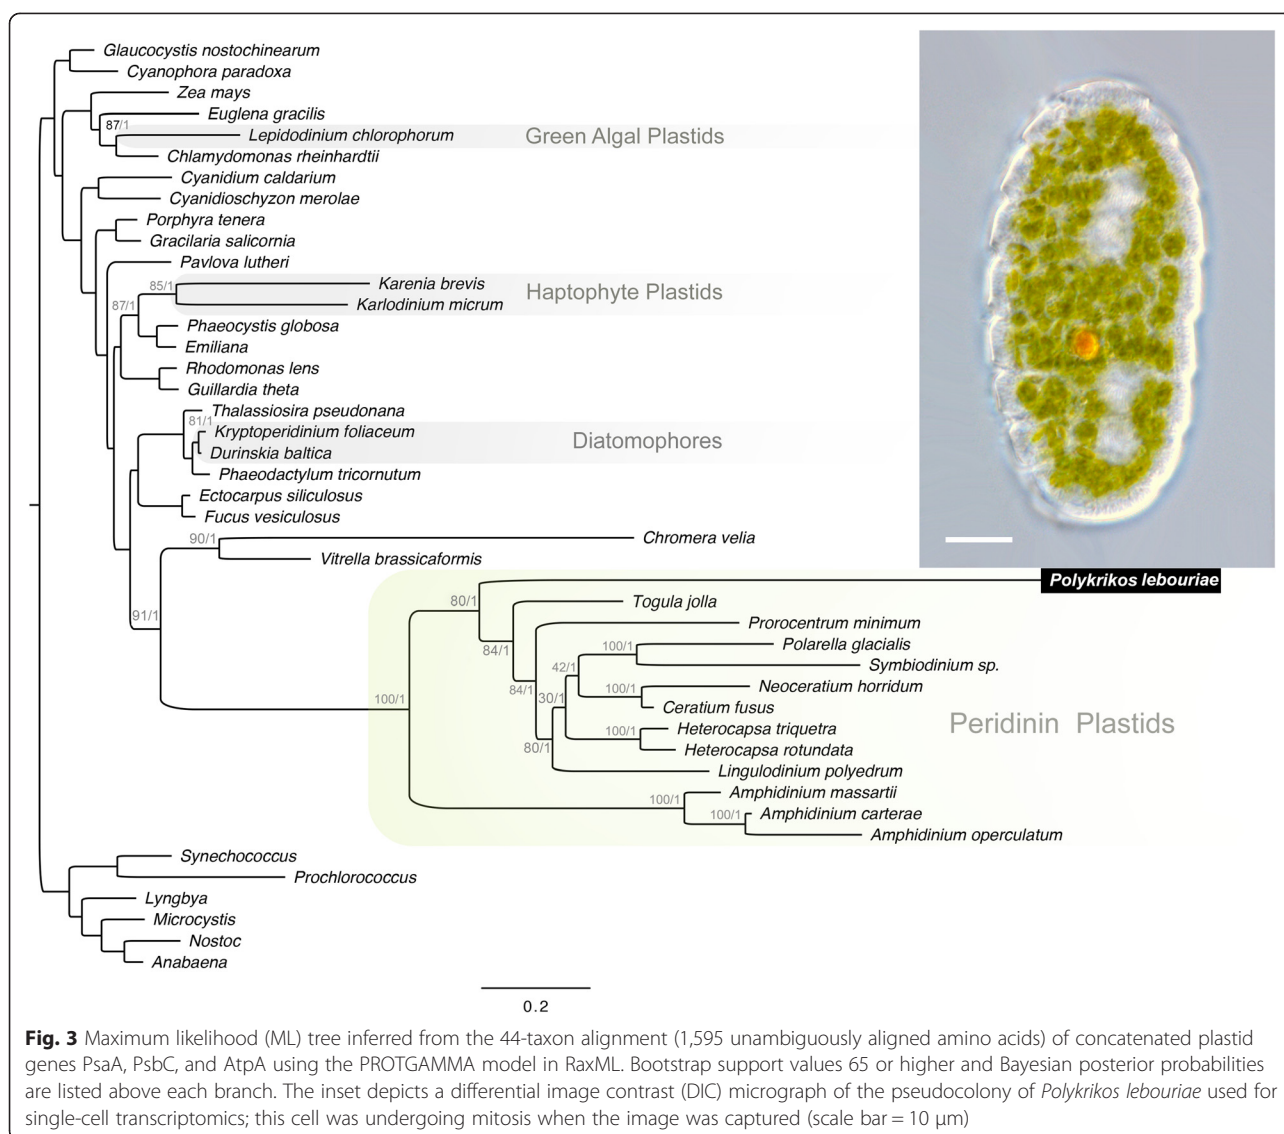 Glaucocystis nostochinearum
Cyanophora paradoxa
Zea mays
Euglena gracilis
87/1
Lepidodinium chlorophorum
Green Algal Plastids
Chlamydomonas rheinhardtii
Cyanidium caldarium
Cyanidioschyzon merolae
Porphyra tenera
Gracilaria salicornia
Pavlova lutheri
85/1
Karenia brevis
Haptophyte Plastids
87/1
Karlodinium micrum
Phaeocystis globosa
Emiliana
Rhodomonas lens
Guillardia theta
Thalassiosira pseudonana
81/1
Kryptoperidinium foliaceum
Diatomophores
Durinskia baltica
Phaeodactylum tricornutum
Ectocarpus siliculosus
Fucus vesiculosus
90/1
Chromera velia
Vitrella brassicaformis
Polykrikos lebouriae
80/1
Togula jolla
91/1
Prorocentrum minimum
84/1
100/1
Polarella glacialis
42/1
Symbiodinium sp.
84/1
100/1
Neoceratium horridum
100/1
30/1
Ceratium fusus
Peridinin Plastids
100/1
Heterocapsa triquetra
80/1
Heterocapsa rotundata
Lingulodinium polyedrum
Amphidinium massartii
100/1
100/1
Amphidinium carterae
Amphidinium operculatum
Synechococcus
Prochlorococcus
Lyngbya
Microcystis
Nostoc
Anabaena
0.2
Fig. 3 Maximum likelihood (ML) tree inferred from the 44-taxon alignment (1,595 unambiguously aligned amino acids) of concatenated plastid
genes PsaA, PsbC, and AtpA using the PROTGAMMA model in RaxML. Bootstrap support values 65 or higher and Bayesian posterior probabilities
are listed above each branch. The inset depicts a differential image contrast (DIC) micrograph of the pseudocolony of Polykrikos lebouriae used for
single-cell transcriptomics; this cell was undergoing mitosis when the image was captured (scale bar = 10 μm)